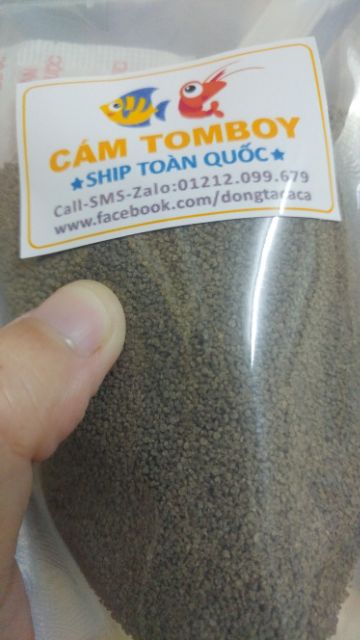 CÁM TOMBOY
★SHIP TOÀN QUỐC★
Call-SMS-Zalo:01212.099.679
www.facebook.com/dongtacaca